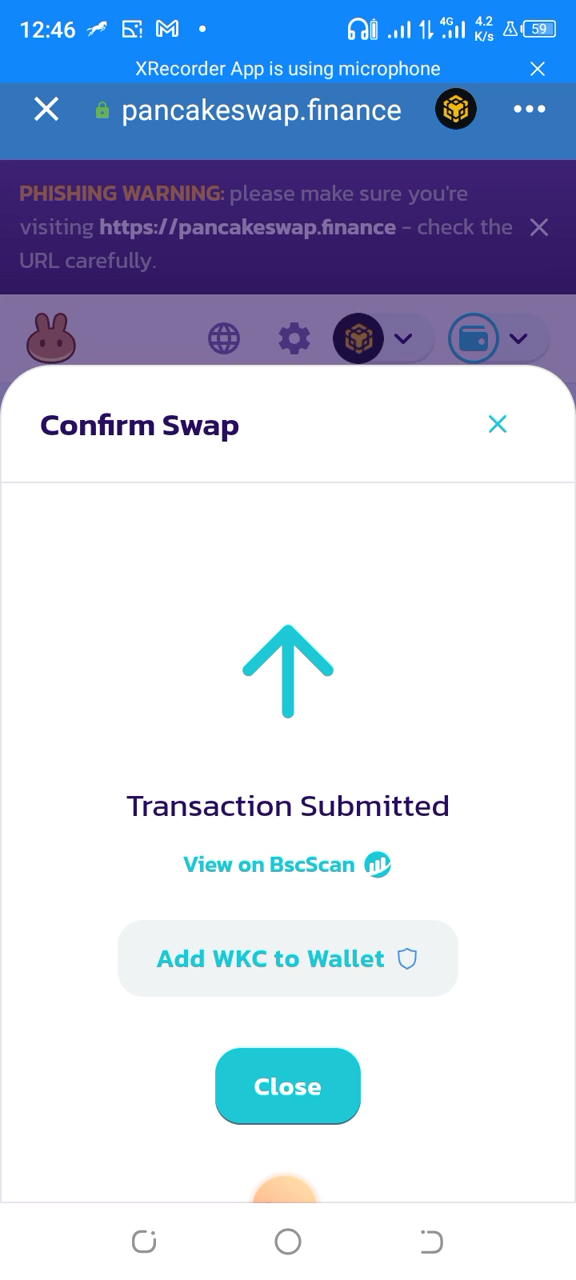 12:46
4G
4.2
K/s
59
XRecorder App is using microphone
pancakeswap.finance
PHISHING WARNING: please make sure you're
visiting https://pancakeswap.finance - check the
URL carefully.
Confirm Swap
Transaction Submitted
View on BscScan
Add WKC to Wallet
Close